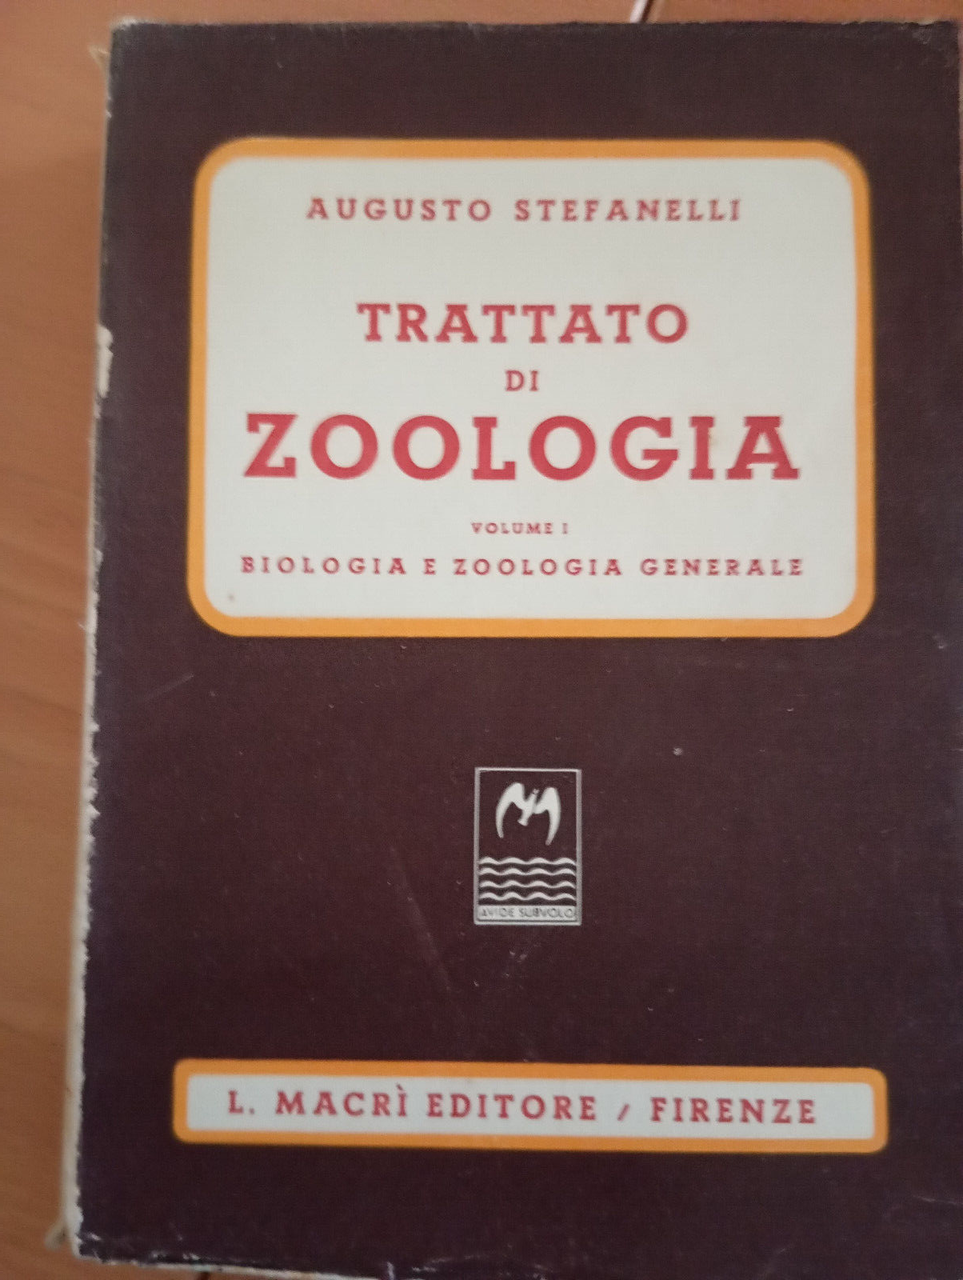 AUGUSTO STEFANELLI
TRATTATO
DI
ZOOLOGIA
VOLUME I
BIOLOGIA E ZOOLOGIA GENERALE
AVIDE SUBVOLO
L. MACRÌ EDITORE / FIRENZE